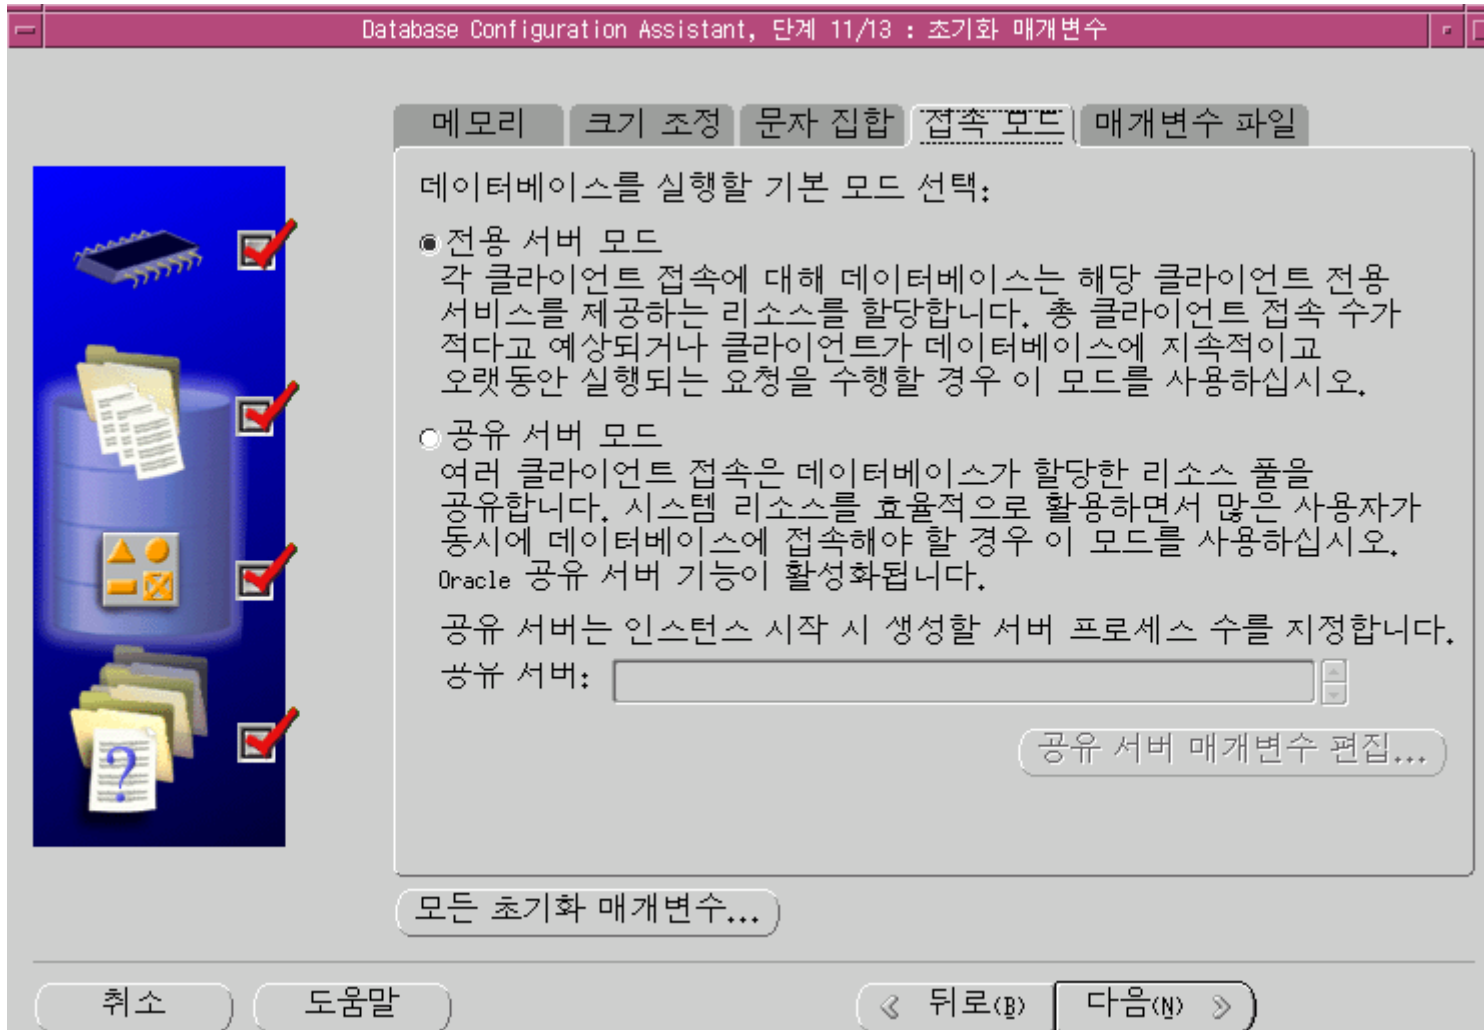 Database Configuration Assistant, 단계 11/13 : 초기화 매개변수
메모리 크기 조정 문자 집합 접속 모드 매개변수 파일
데이터베이스를 실행할 기본 모드 선택:
전용 서버 모드
각 클라이언트 접속에 대해 데이터베이스는 해당 클라이언트 전용
서비스를 제공하는 리소스를 할당합니다. 총 클라이언트 접속 수가
적다고 예상되거나 클라이언트가 데이터베이스에 지속적이고
오랫동안 실행되는 요청을 수행할 경우 이 모드를 사용하십시오.
공유 서버 모드
여러 클라이언트 접속은 데이터베이스가 할당한 리소스 풀을
공유합니다. 시스템 리소스를 효율적으로 활용하면서 많은 사용자가
동시에 데이터베이스에 접속해야 할 경우 이 모드를 사용하십시오.
Oracle 공유 서버 기능이 활성화됩니다.
공유 서버는 인스턴스 시작 시 생성할 서버 프로세스 수를 지정합니다.
공유 서버:
공유 서버 매개변수 편집...
?
모든 초기화 매개변수...
취소 도움말 뒤로(B) 다음(N)